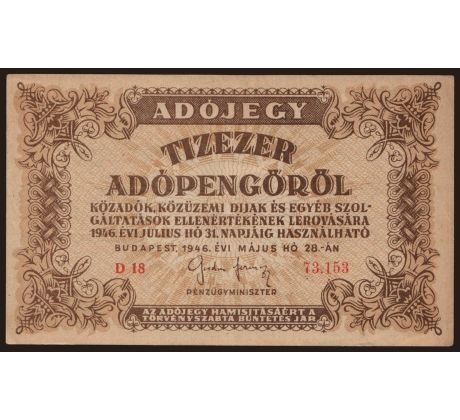 ADÓJEGY
TIZEZER
ADÓPENGŐRŐL
KÖZADÓK, KÖZÜZEMI DIJAK ÉS EGYÉB SZOL-
GÁLTATÁSOK ELLENÉRTÉKÉNEK LEROVÁSÁRA
1946. ÉVI JÚLIUS HÓ 31. NAPJÁIG HASZNÁLHATÓ
BUDAPEST, 1946. ÉVI MÁJUS HÓ 28.-ÁN
D 18 73.153
PÉNZÜGYMINISZTER
AZ ADÓJEGY HAMISITÁSÁÉRT A
TÖRVÉNYSZABTA BÜNTETÉS JÁR